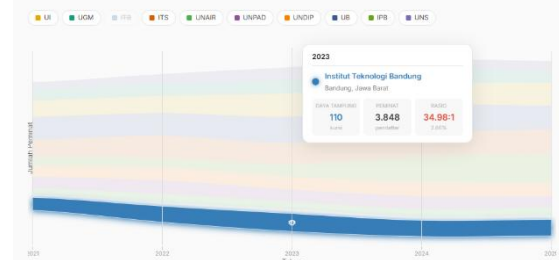 UI UGM ITB ITS UNAIR UNPAD UNDIP UB IPB UNS
2023
Institut Teknologi Bandung
Bandung, Jawa Barat
DAYA TAMPUNG PEMINAT RASIO
110 3.848 34.98:1
kursi pendaftar 2.86%
Jumlah Peminat
2021 2022 2023 2024 2025